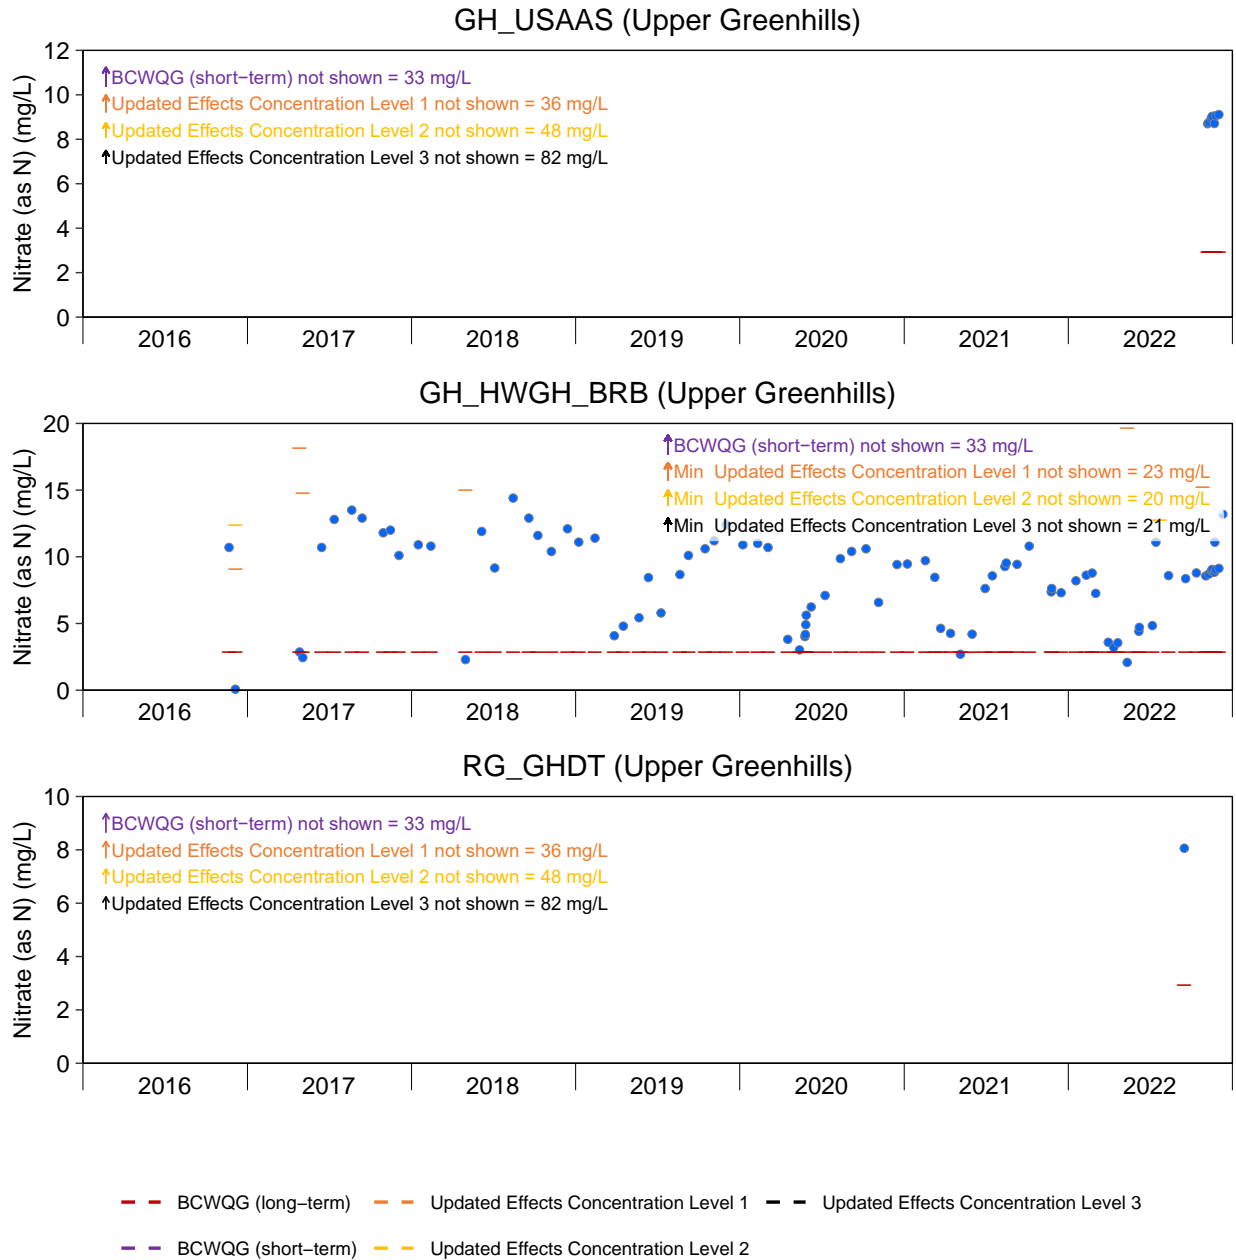 GH_USAAS (Upper Greenhills)
Nitrate (as N) (mg/L)
12
10
8
6
4
2
0
↑BCWQG (short−term) not shown = 33 mg/L
↑Updated Effects Concentration Level 1 not shown = 36 mg/L
↑Updated Effects Concentration Level 2 not shown = 48 mg/L
↑Updated Effects Concentration Level 3 not shown = 82 mg/L
2016 2017 2018 2019 2020 2021 2022
GH_HWGH_BRB (Upper Greenhills)
Nitrate (as N) (mg/L)
20
15
10
5
0
↑BCWQG (short−term) not shown = 33 mg/L
↑Min Updated Effects Concentration Level 1 not shown = 23 mg/L
↑Min Updated Effects Concentration Level 2 not shown = 20 mg/L
↑Min Updated Effects Concentration Level 3 not shown = 21 mg/L
2016 2017 2018 2019 2020 2021 2022
RG_GHDT (Upper Greenhills)
Nitrate (as N) (mg/L)
10
8
6
4
2
0
↑BCWQG (short−term) not shown = 33 mg/L
↑Updated Effects Concentration Level 1 not shown = 36 mg/L
↑Updated Effects Concentration Level 2 not shown = 48 mg/L
↑Updated Effects Concentration Level 3 not shown = 82 mg/L
2016 2017 2018 2019 2020 2021 2022
BCWQG (long−term) Updated Effects Concentration Level 1 Updated Effects Concentration Level 3
BCWQG (short−term) Updated Effects Concentration Level 2